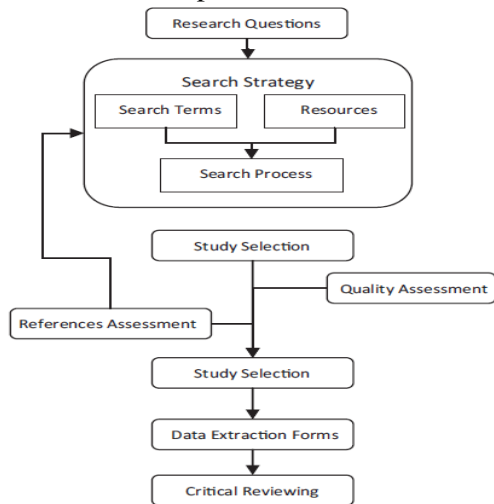 Research Questions
Search Strategy
Search Terms
Resources
Search Process
Study Selection
Quality Assessment
References Assessment
Study Selection
Data Extraction Forms
Critical Reviewing